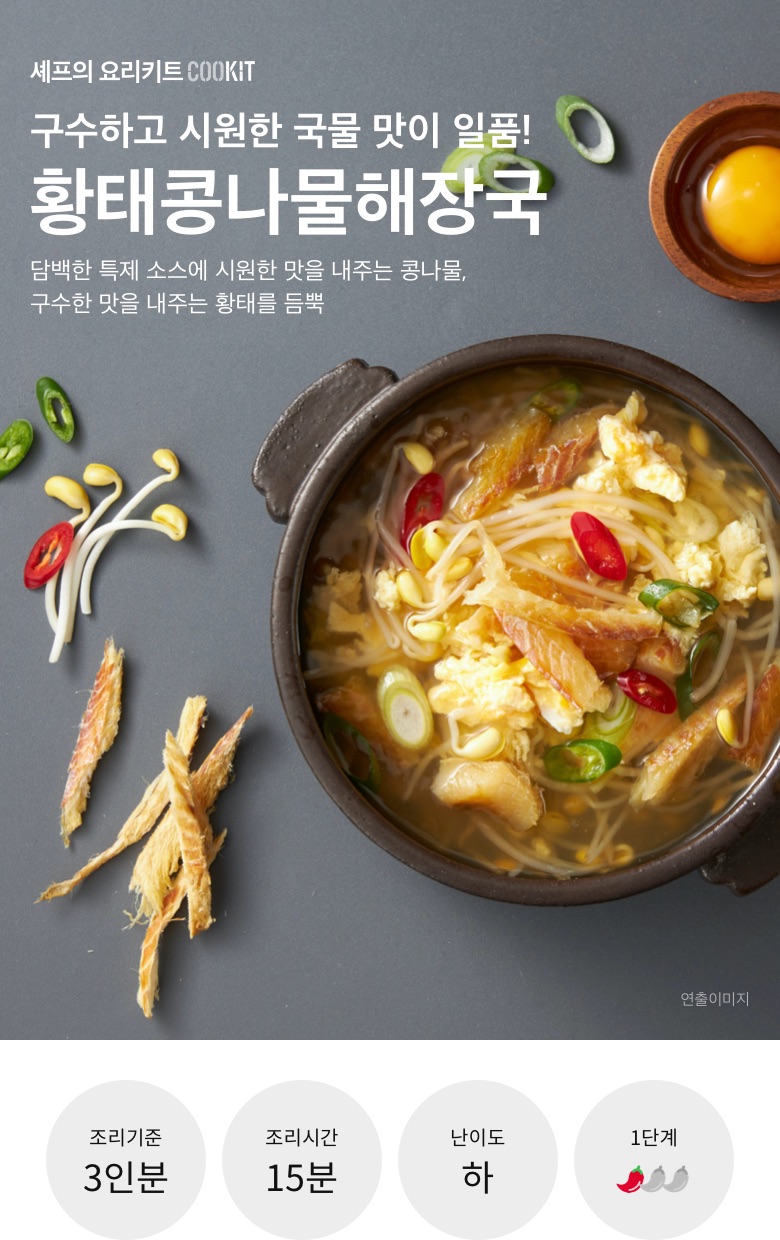 셰프의 요리키트 COOKIT
구수하고 시원한 국물 맛이 일품!
황태콩나물해장국
담백한 특제 소스에 시원한 맛을 내주는 콩나물,
구수한 맛을 내주는 황태를 듬뿍
연출이미지
조리기준
3인분
조리시간
15분
난이도
하
1단계